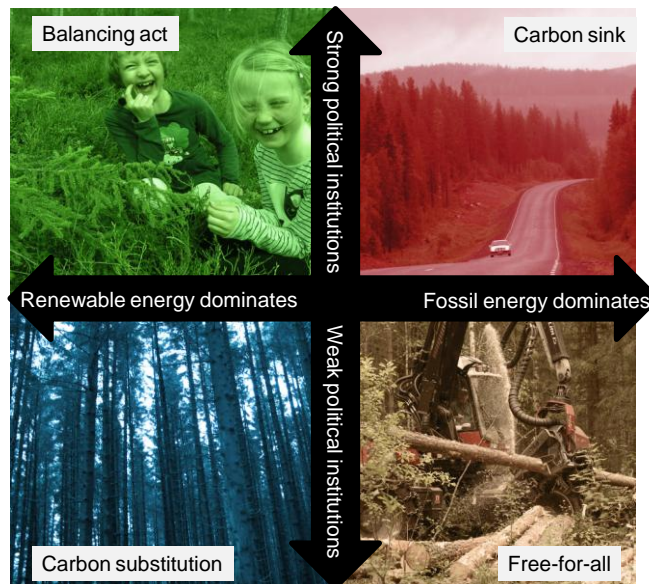 Balancing act
Carbon sink
Strong political institutions
Renewable energy dominates
Fossil energy dominates
Weak political institutions
Carbon substitution
Free-for-all